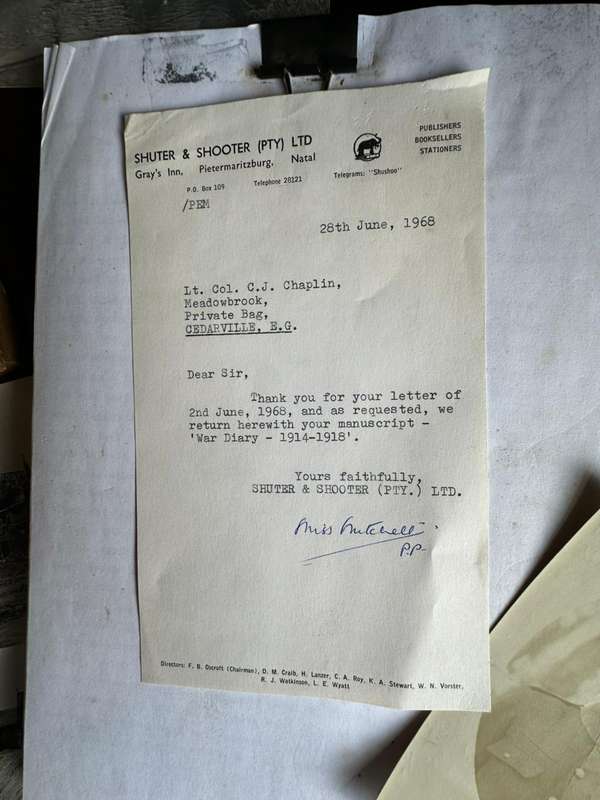 SHUTER & SHOOTER (PTY) LTD
Gray's Inn, Pietermaritzburg, Natal
P.O. Box 109 Telephone 28121
Telegrams: "Shushoo"
PUBLISHERS
BOOKSELLERS
STATIONERS
/PEM
28th June, 1968
Lt. Col. C.J. Chaplin,
Meadowbrook,
Private Bag,
CEDARVILLE, E.G.
Dear Sir,
Thank you for your letter of
2nd June, 1968, and as requested, we
return herewith your manuscript -
'War Diary - 1914-1918'.
Yours faithfully,
SHUTER & SHOOTER (PTY.) LTD.
Miss Mitchell
P.P.
Directors: F. B. Oscroft (Chairman), D. M. Craib, H. Lanzer, C. A. Roy, K. A. Stewart, W. N. Vorster,
R. J. Watkinson, L. E. Wyatt